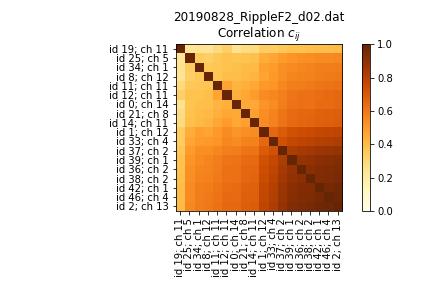 20190828_RippleF2_d02.dat
Correlation c_ij
id 19; ch 11
id 25; ch 5
id 34; ch 1
id 8; ch 12
id 11; ch 11
id 12; ch 11
id 0; ch 14
id 21; ch 8
id 14; ch 11
id 1; ch 12
id 33; ch 4
id 37; ch 2
id 39; ch 1
id 36; ch 2
id 38; ch 2
id 42; ch 1
id 46; ch 4
id 2; ch 13
1.0
0.8
0.6
0.4
0.2
0.0
id 19; ch 11
id 25; ch 5
id 34; ch 1
id 8; ch 12
id 11; ch 11
id 12; ch 11
id 0; ch 14
id 21; ch 8
id 14; ch 11
id 1; ch 12
id 33; ch 4
id 37; ch 2
id 39; ch 1
id 36; ch 2
id 38; ch 2
id 42; ch 1
id 46; ch 4
id 2; ch 13